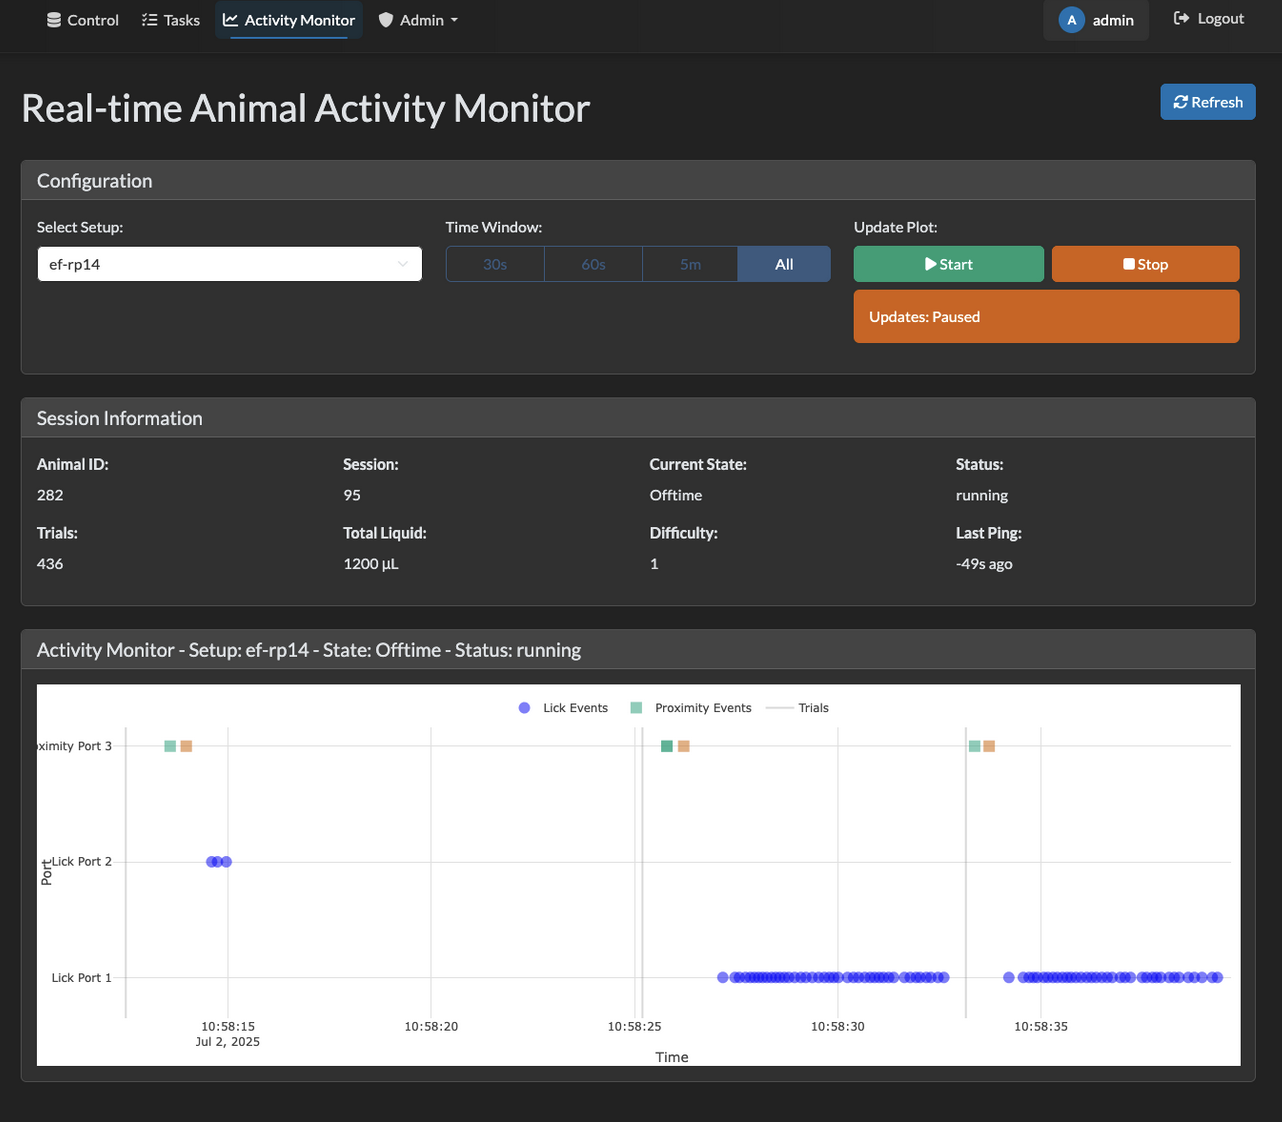 Control Tasks Activity Monitor Admin A admin Logout
Real-time Animal Activity Monitor
Refresh
Configuration
Select Setup: Time Window: Update Plot:
ef-rp14 30s 60s 5m All Start Stop
Updates: Paused
Session Information
Animal ID: Session: Current State: Status:
282 95 Offtime running
Trials: Total Liquid: Difficulty: Last Ping:
436 1200 µL 1 -49s ago
Activity Monitor - Setup: ef-rp14 - State: Offtime - Status: running
Lick Events Proximity Events Trials
oximity Port 3
Lick Port 2
Port
Lick Port 1
10:58:15 10:58:20 10:58:25 10:58:30 10:58:35
Jul 2, 2025
Time